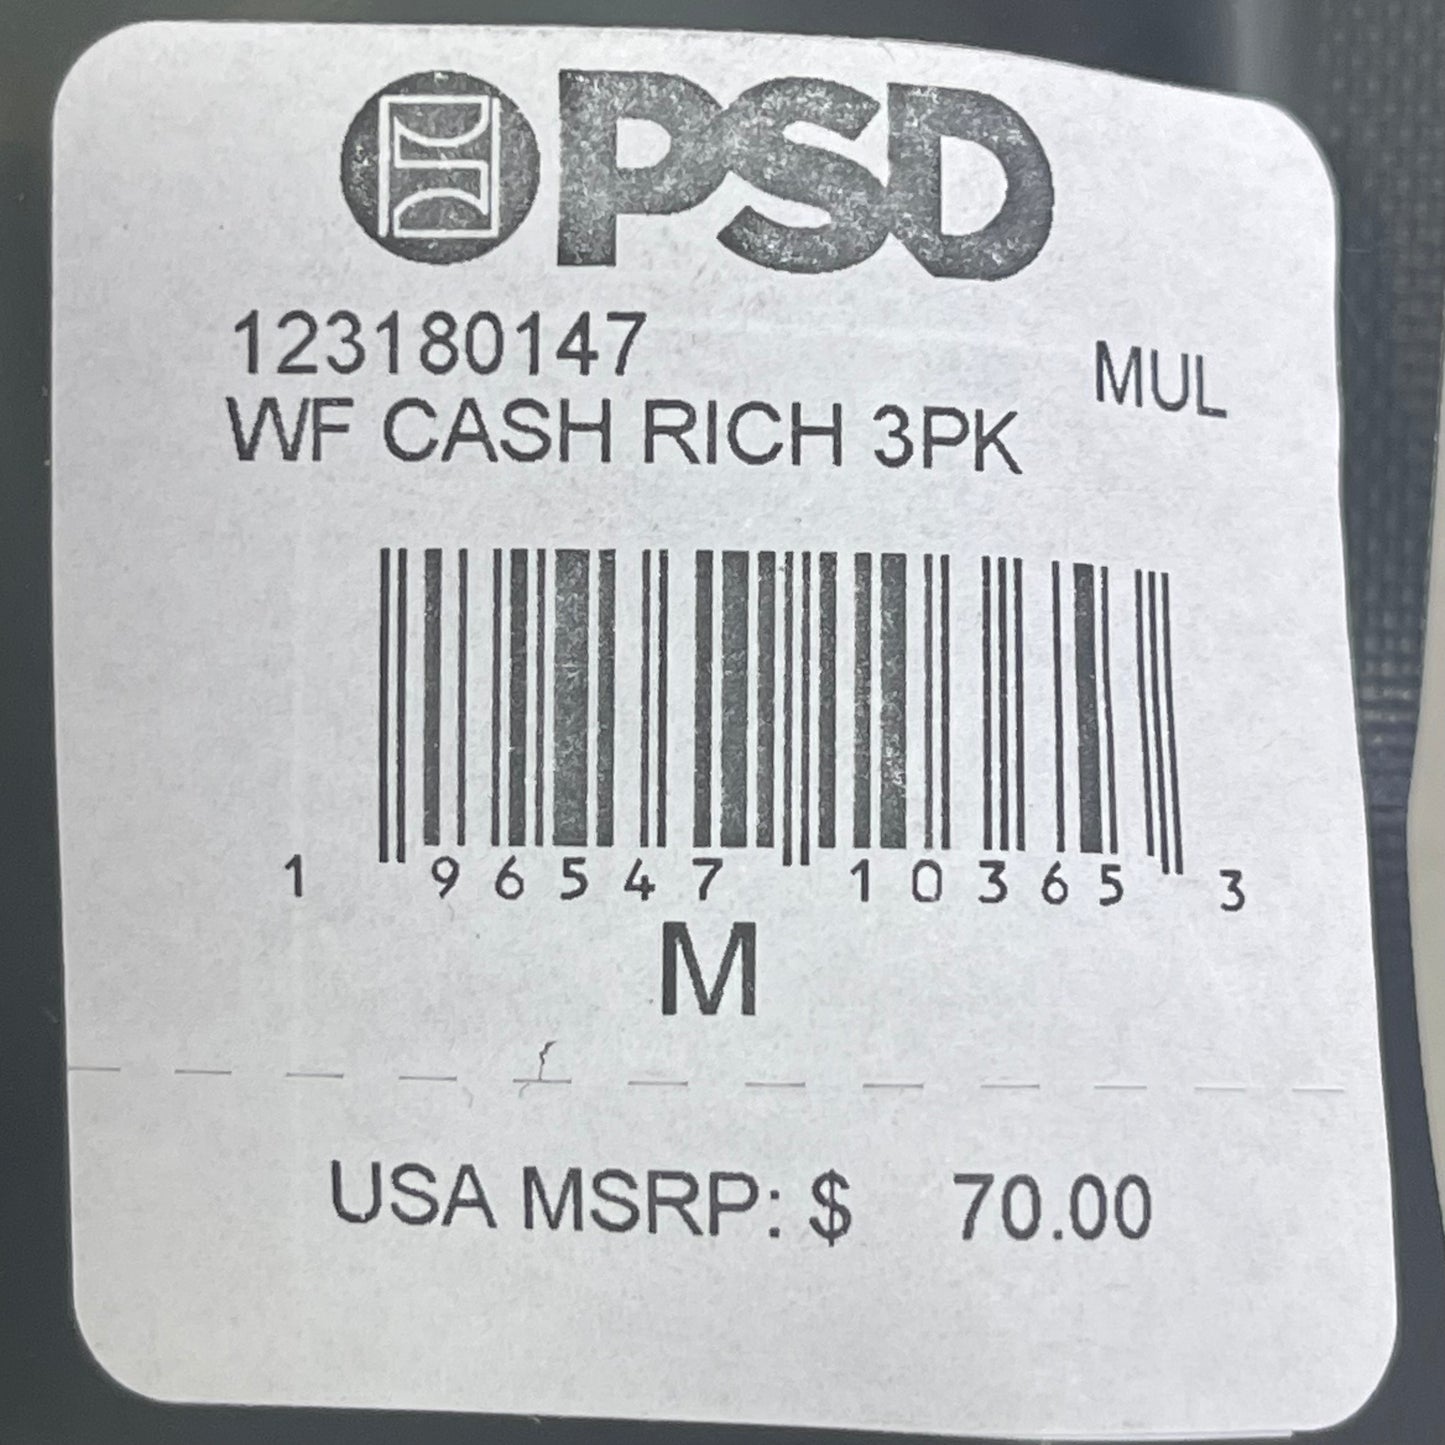 PSD
123180147
MUL
WF CASH RICH 3PK
1 96547 10365 3
M
USA MSRP: $ 70.00